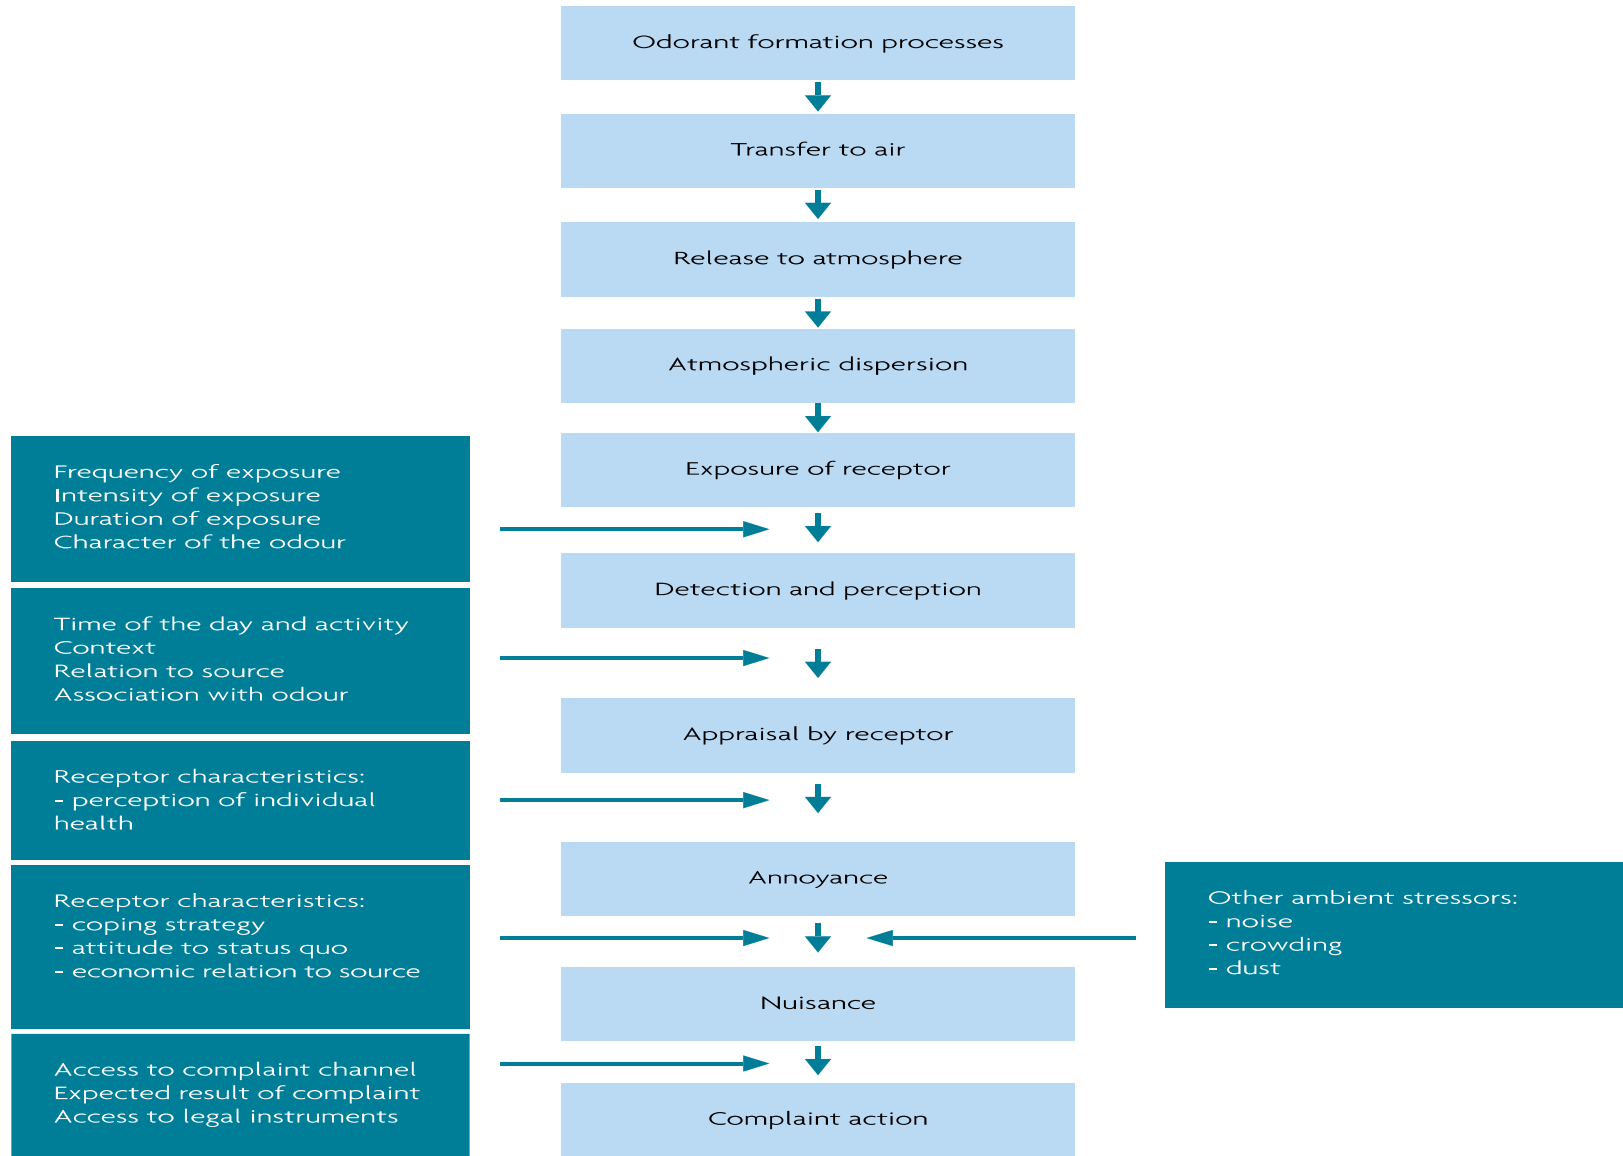 Odorant formation processes
Transfer to air
Release to atmosphere
Atmospheric dispersion
Exposure of receptor
Frequency of exposure
Intensity of exposure
Duration of exposure
Character of the odour
Detection and perception
Time of the day and activity
Context
Relation to source
Association with odour
Appraisal by receptor
Receptor characteristics:
- perception of individual
health
Annoyance
Receptor characteristics:
- coping strategy
- attitude to status quo
- economic relation to source
Other ambient stressors:
- noise
- crowding
- dust
Nuisance
Access to complaint channel
Expected result of complaint
Access to legal instruments
Complaint action